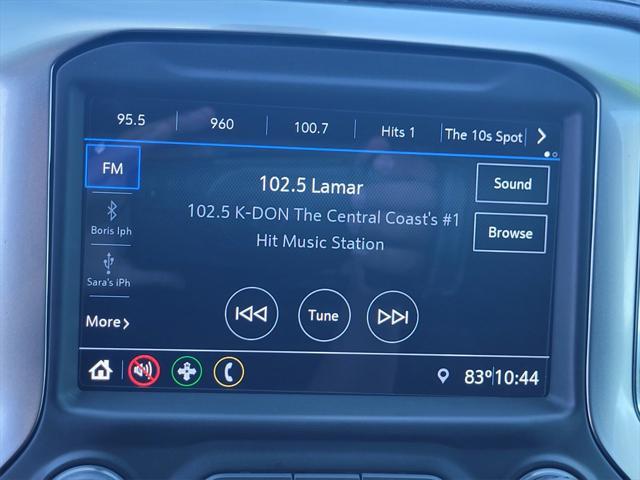 95.5 960 100.7 Hits 1 The 10s Spot
FM
102.5 Lamar
Sound
102.5 K-DON The Central Coast's #1
Hit Music Station
Browse
Boris Iph
Sara's iPh
More
Tune
83° 10:44